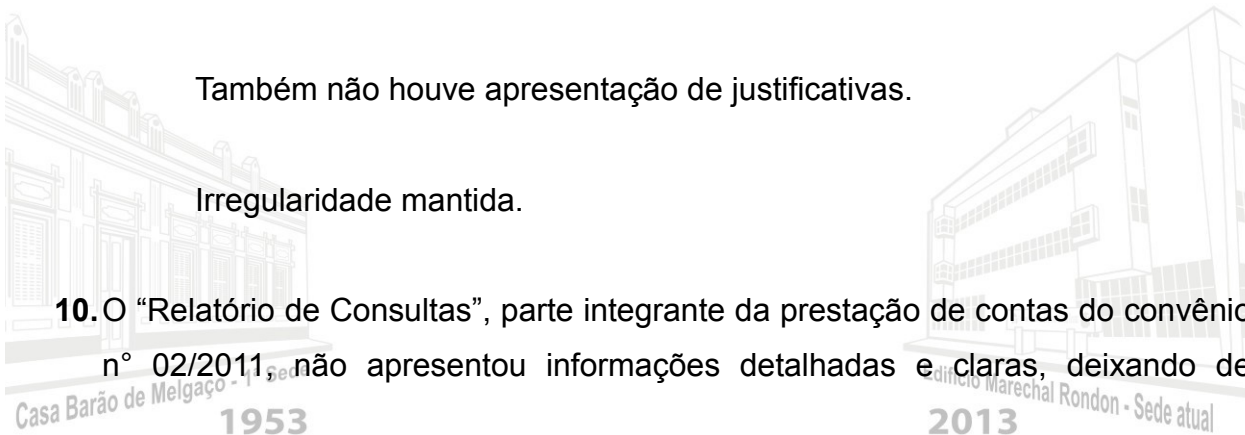 Também não houve apresentação de justificativas.
Irregularidade mantida.
10. O “Relatório de Consultas”, parte integrante da prestação de contas do convênio
n° 02/2011, não apresentou informações detalhadas e claras, deixando de
Casa Barão de Melgaço - 1ª Sede
1953
Edifício Marechal Rondon - Sede atual
2013